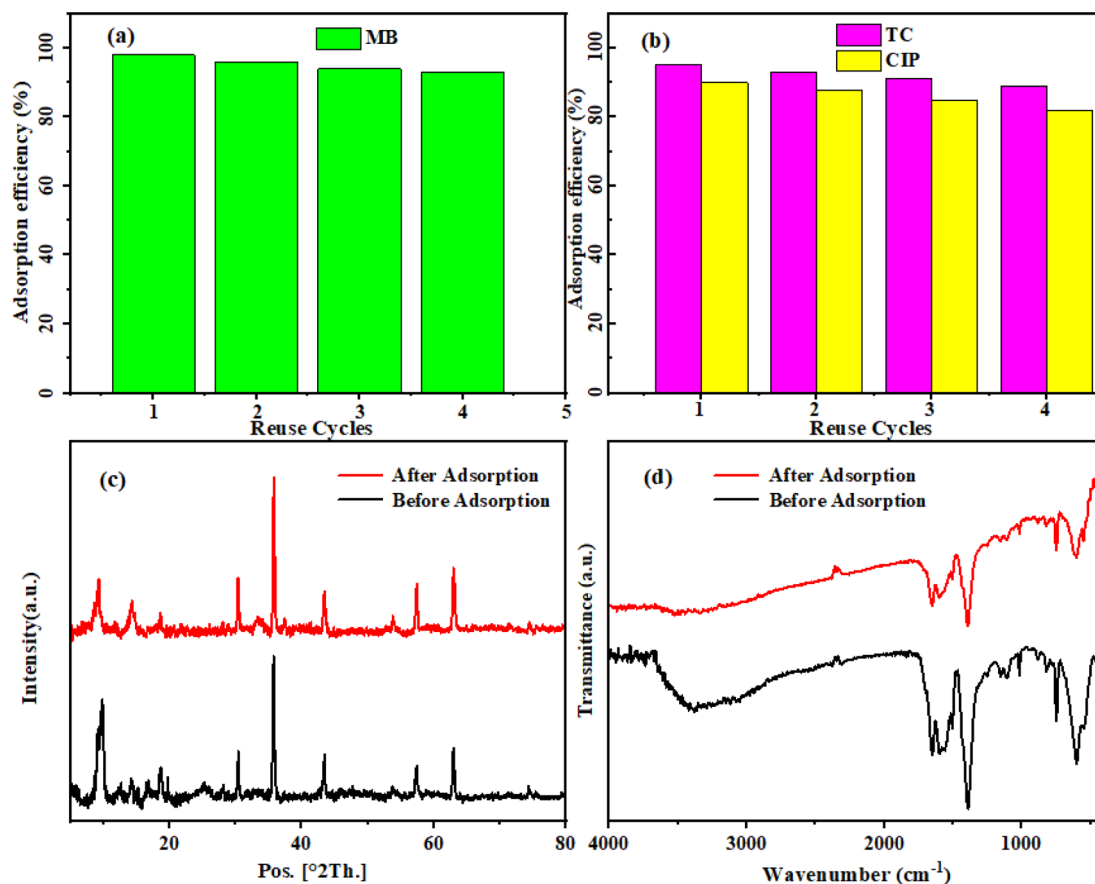 (a)
MB
Adsorption efficiency (%)
0 20 40 60 80 100
1 2 3 4 5
Reuse Cycles
(b)
TC
CIP
Adsorption efficiency (%)
0 20 40 60 80 100
1 2 3 4
Reuse Cycles
(c)
After Adsorption
Before Adsorption
Intensity(a.u.)
20 40 60 80
Pos. [°2Th.]
(d)
After Adsorption
Before Adsorption
Transmittance (a.u.)
4000 3000 2000 1000
Wavenumber (cm⁻¹)